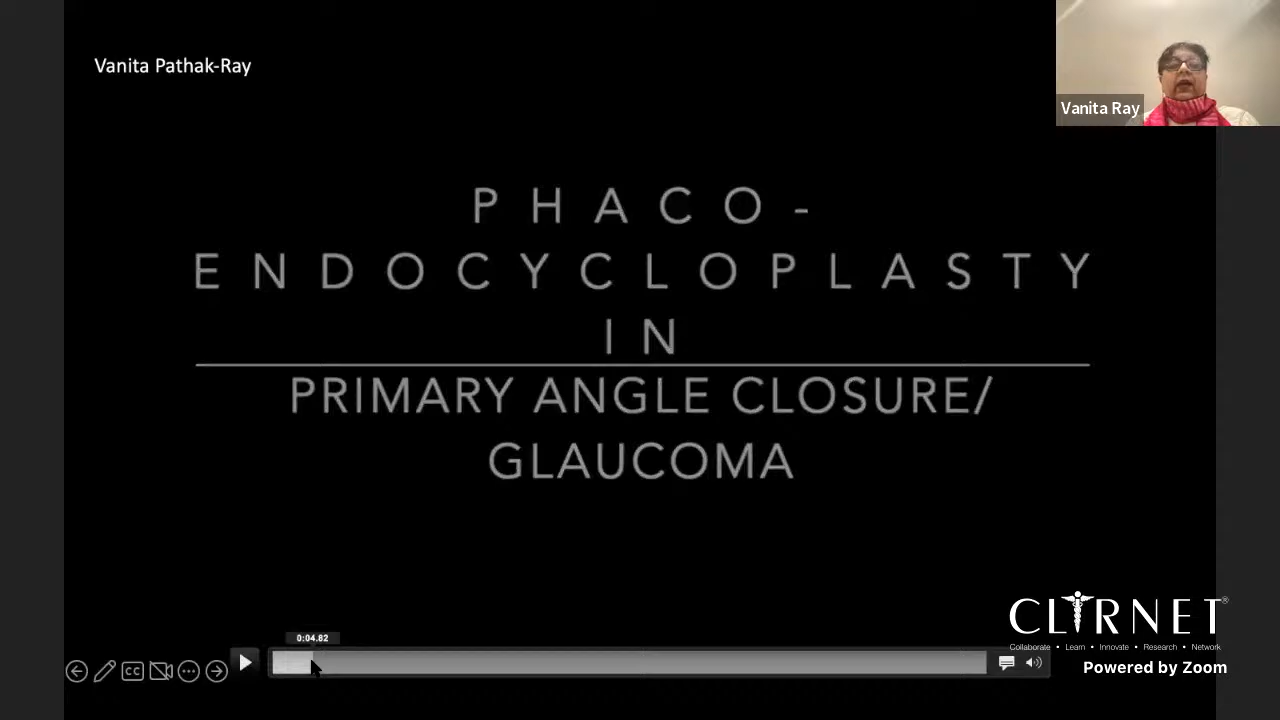 Vanita Pathak-Ray
Vanita Ray
PHACO-
ENDOCYCLOPLASTY
IN
PRIMARY ANGLE CLOSURE/
GLAUCOMA
CLIRNET®
Collaborate • Learn • Innovate • Research • Network
Powered by Zoom
0:04.82
CC